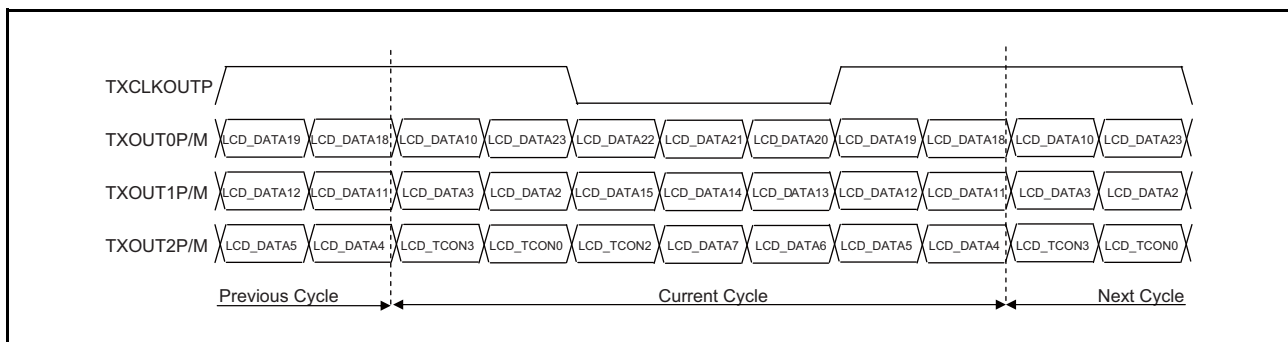 TXCLKOUTP
TXOUT0P/M LCD_DATA19 LCD_DATA18 LCD_DATA10 LCD_DATA23 LCD_DATA22 LCD_DATA21 LCD_DATA20 LCD_DATA19 LCD_DATA18 LCD_DATA10 LCD_DATA23
TXOUT1P/M LCD_DATA12 LCD_DATA11 LCD_DATA3 LCD_DATA2 LCD_DATA15 LCD_DATA14 LCD_DATA13 LCD_DATA12 LCD_DATA11 LCD_DATA3 LCD_DATA2
TXOUT2P/M LCD_DATA5 LCD_DATA4 LCD_TCON3 LCD_TCON0 LCD_TCON2 LCD_DATA7 LCD_DATA6 LCD_DATA5 LCD_DATA4 LCD_TCON3 LCD_TCON0
Previous Cycle Current Cycle Next Cycle